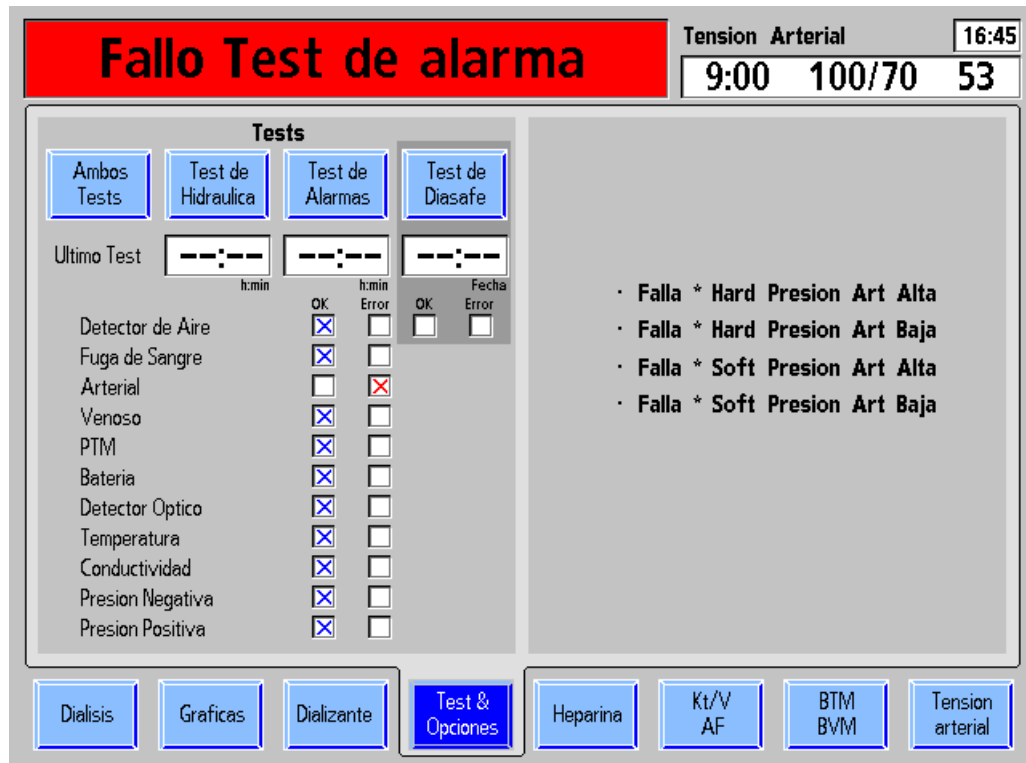 Fallo Test de alarma
Tension Arterial
16:45
9:00 100/70 53
Tests
Ambos
Tests
Test de
Hidraulica
Test de
Alarmas
Test de
Diasafe
Ultimo Test
--:--
--:--
--:--
h:min
h:min
Fecha
OK Error
OK Error
Detector de Aire
Fuga de Sangre
Arterial
Venoso
PTM
Bateria
Detector Optico
Temperatura
Conductividad
Presion Negativa
Presion Positiva
· Falla * Hard Presion Art Alta
· Falla * Hard Presion Art Baja
· Falla * Soft Presion Art Alta
· Falla * Soft Presion Art Baja
Dialisis
Graficas
Dializante
Test &
Opciones
Heparina
Kt/V
AF
BTM
BVM
Tension
arterial